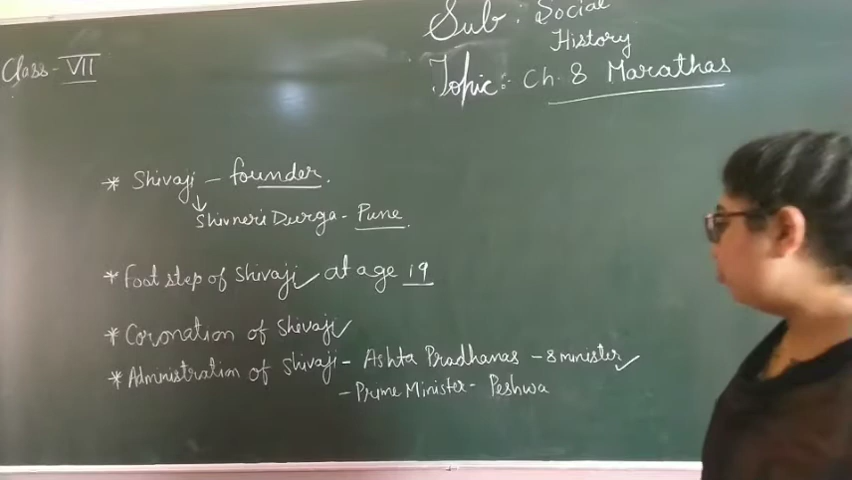 Sub : Social
History
Class - VII
Topic :- Ch. 8 Marathas
* Shivaji - founder.
Shivneri Durga - Pune.
* Foot step of Shivaji at age 19
* Coronation of Shivaji
* Administration of Shivaji - Ashta Pradhanas - 8 minister
- Prime Minister - Peshwa